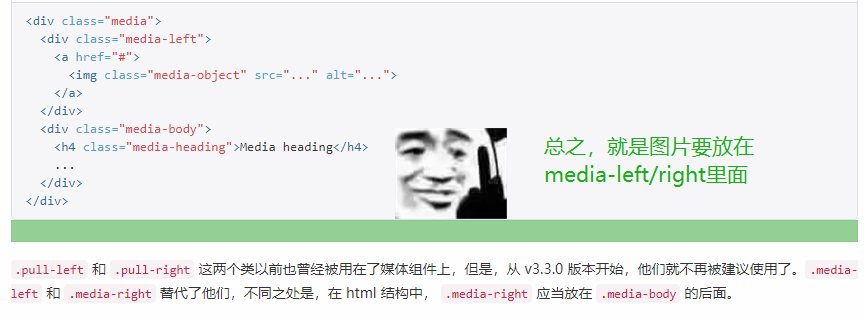 <div class="media">
<div class="media-left">
<a href="#">
<img class="media-object" src="..." alt="...">
</a>
</div>
<div class="media-body">
<h4 class="media-heading">Media heading</h4>
...
</div>
</div>
总之，就是图片要放在
media-left/right里面
.pull-left 和 .pull-right 这两个类以前也曾经被用在了媒体组件上，但是，从 v3.3.0 版本开始，他们就不再被建议使用了。.media-
left 和 .media-right 替代了他们，不同之处是，在 html 结构中， .media-right 应当放在 .media-body 的后面。